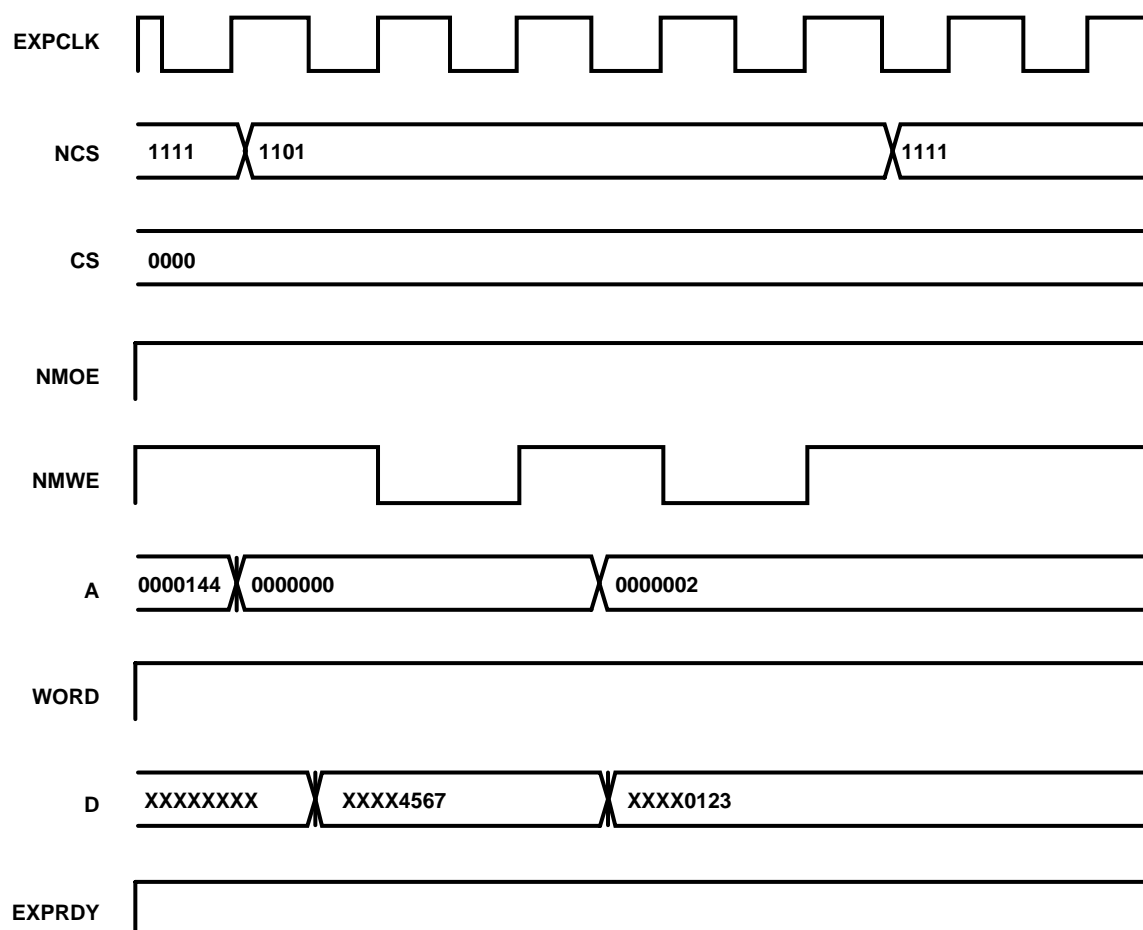 EXPCLK
NCS 1111 1101 1111
CS 0000
NMOE
NMWE
A 0000144 0000000 0000002
WORD
D XXXXXXXX XXXX4567 XXXX0123
EXPRDY